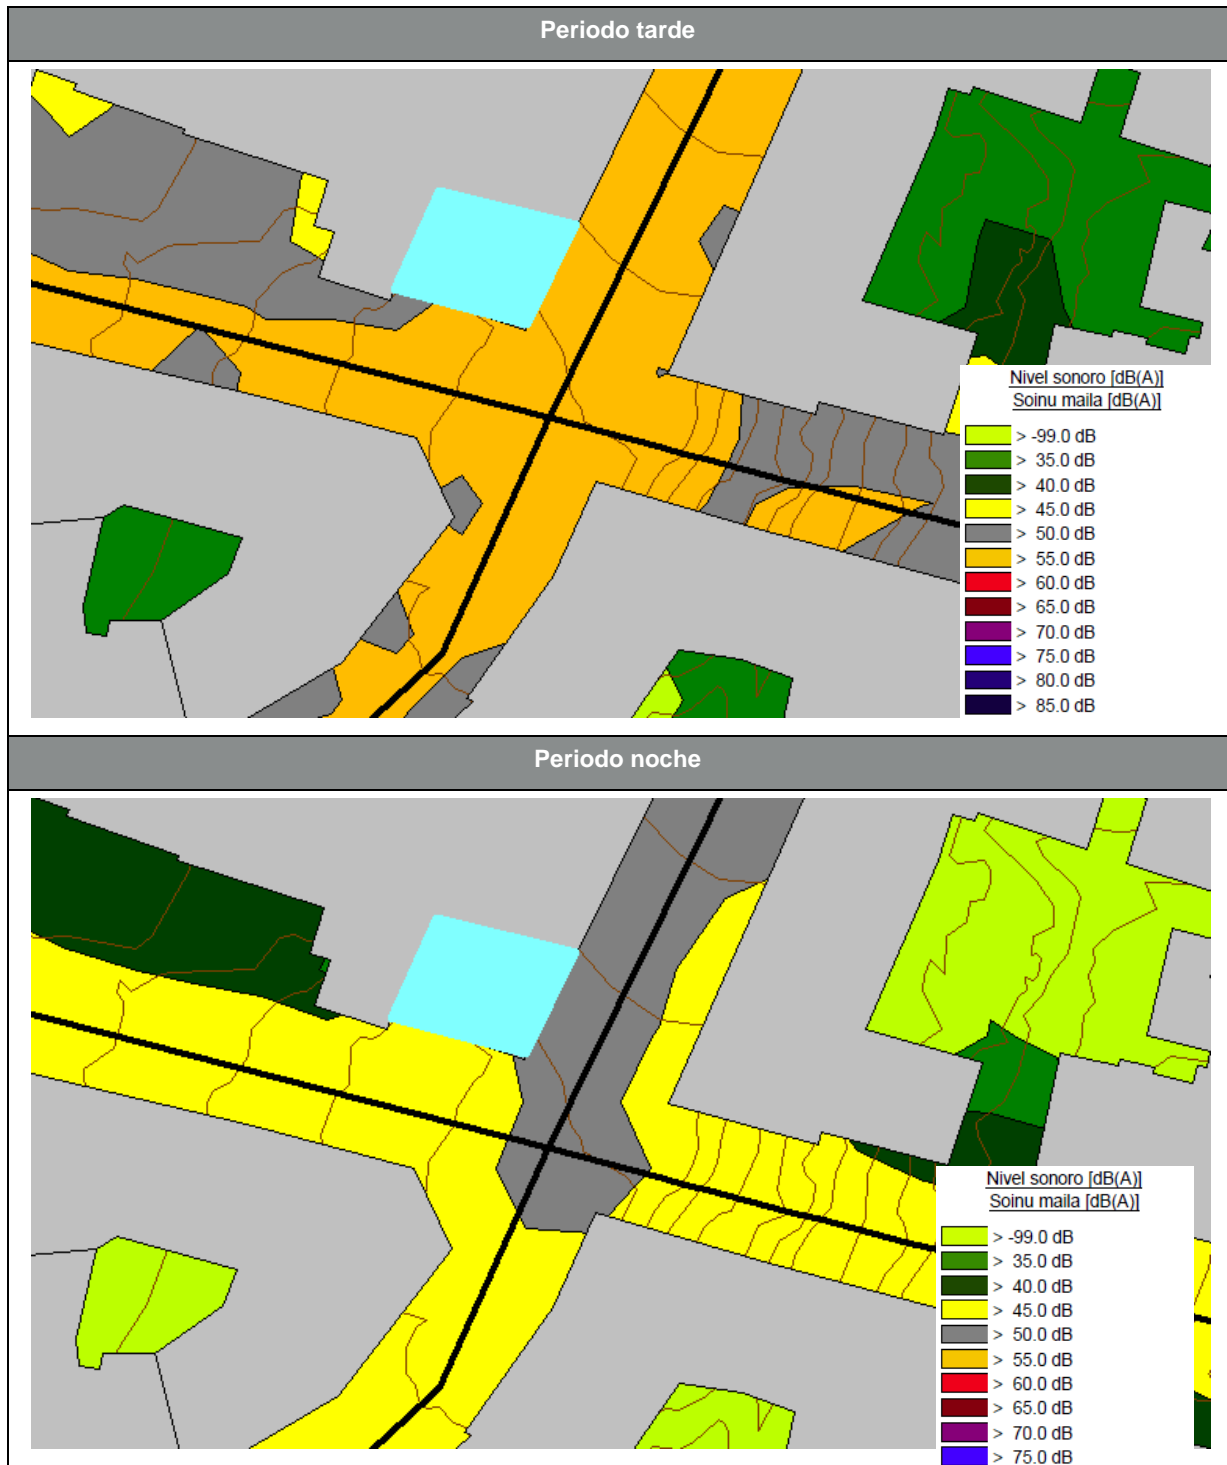 Periodo tarde
Nivel sonoro [dB(A)]
Soinu maila [dB(A)]
> -99.0 dB
> 35.0 dB
> 40.0 dB
> 45.0 dB
> 50.0 dB
> 55.0 dB
> 60.0 dB
> 65.0 dB
> 70.0 dB
> 75.0 dB
> 80.0 dB
> 85.0 dB
Periodo noche
Nivel sonoro [dB(A)]
Soinu maila [dB(A)]
> -99.0 dB
> 35.0 dB
> 40.0 dB
> 45.0 dB
> 50.0 dB
> 55.0 dB
> 60.0 dB
> 65.0 dB
> 70.0 dB
> 75.0 dB